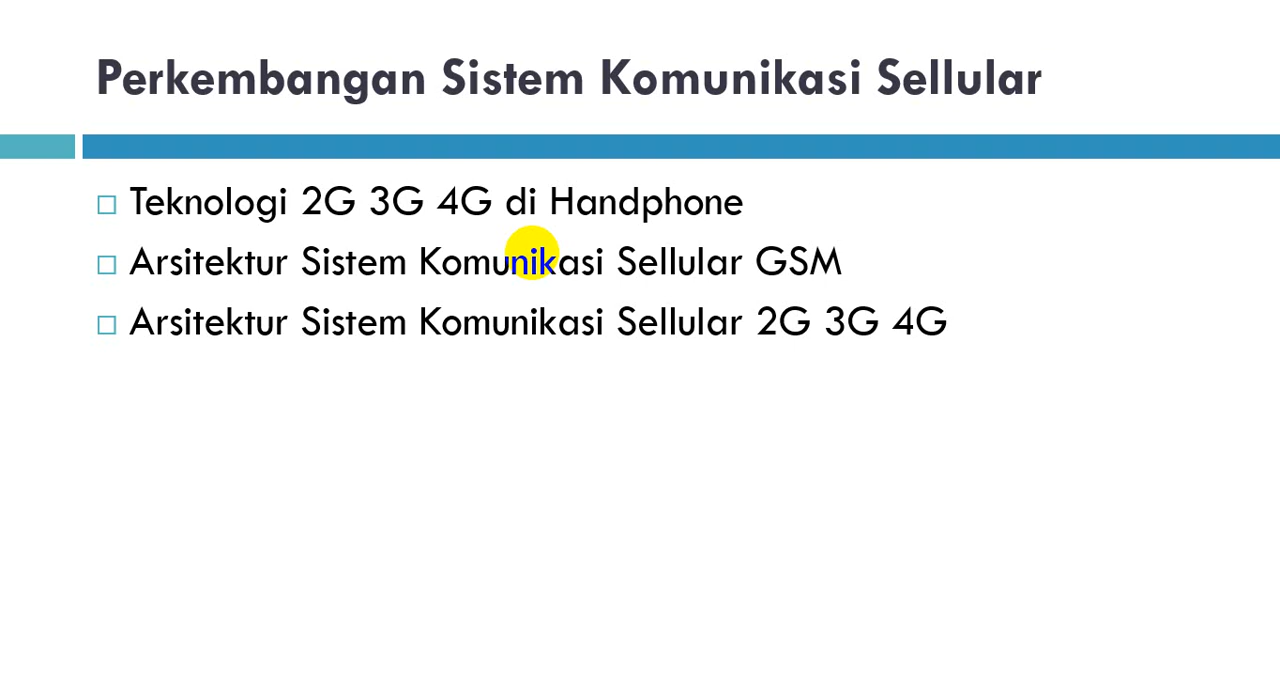 Perkembangan Sistem Komunikasi Sellular
Teknologi 2G 3G 4G di Handphone
Arsitektur Sistem Komunikasi Sellular GSM
Arsitektur Sistem Komunikasi Sellular 2G 3G 4G